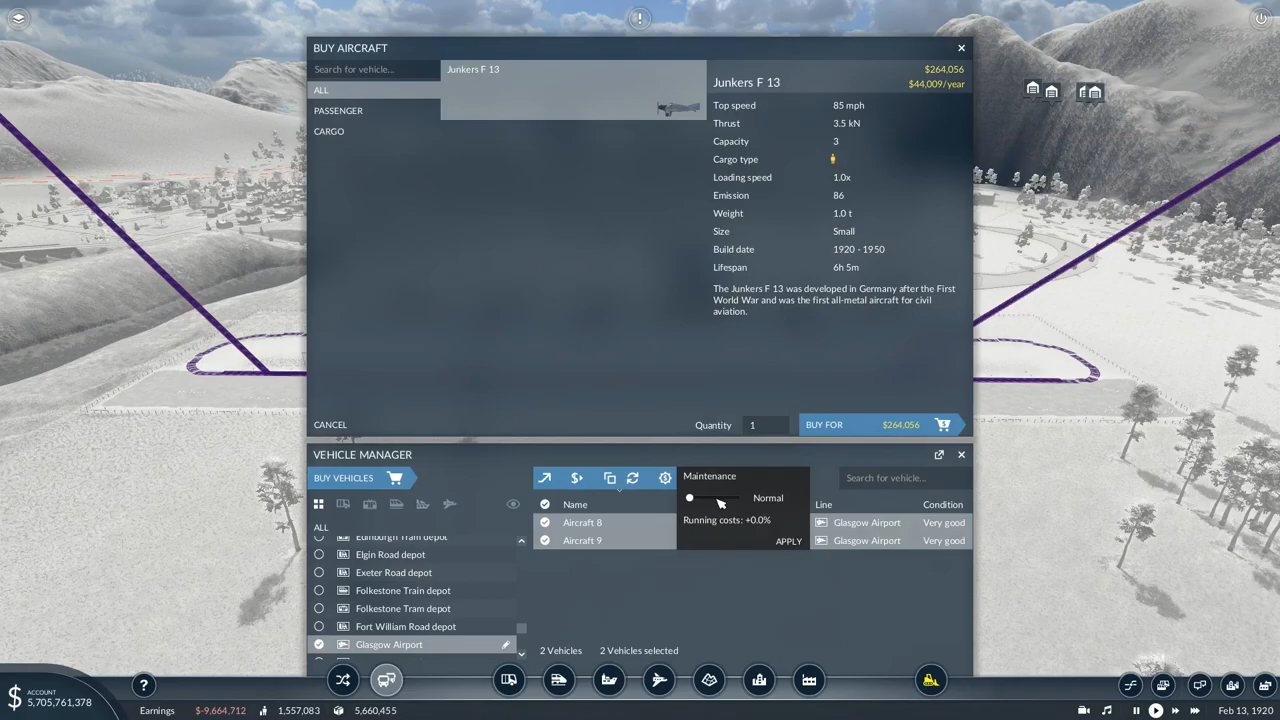 BUY AIRCRAFT
Search for vehicle...
ALL
PASSENGER
CARGO
Junkers F 13
Junkers F 13
$264,056
$44,009/year
Top speed 85 mph
Thrust 3.5 kN
Capacity 3
Cargo type
Loading speed 1.0x
Emission 86
Weight 1.0 t
Size Small
Build date 1920 - 1950
Lifespan 6h 5m
The Junkers F 13 was developed in Germany after the First
World War and was the first all-metal aircraft for civil
aviation.
CANCEL
Quantity 1
BUY FOR $264,056
VEHICLE MANAGER
BUY VEHICLES
Search for vehicle...
ALL
Edinburgh Tram depot
Elgin Road depot
Exeter Road depot
Folkestone Train depot
Folkestone Tram depot
Fort William Road depot
Glasgow Airport
Name
Line Condition
Aircraft 8
Glasgow Airport Very good
Aircraft 9
Glasgow Airport Very good
Maintenance
Normal
Running costs: +0.0%
APPLY
2 Vehicles 2 Vehicles selected
ACCOUNT
$ 5,705,761,378
?
Earnings $-9,664,712 1,557,083 5,660,455
Feb 13, 1920